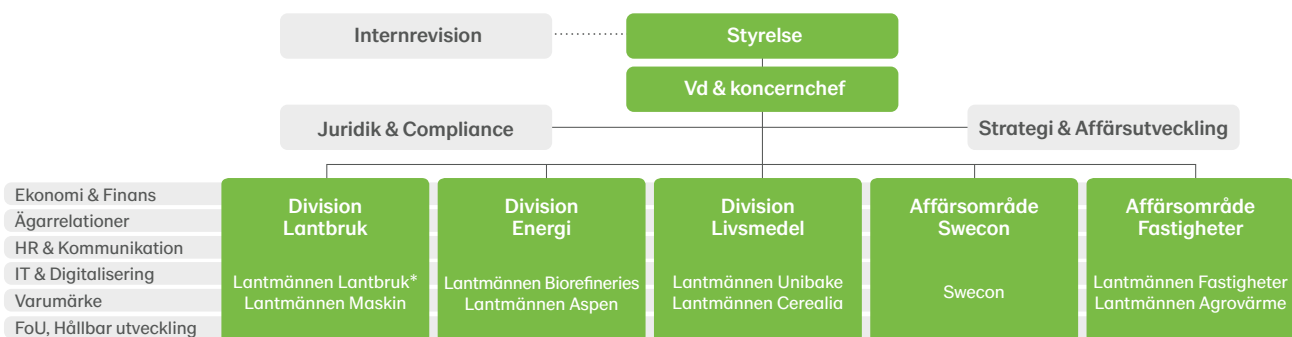 Internrevision
Styrelse
Vd & koncernchef
Juridik & Compliance
Strategi & Affärsutveckling
Ekonomi & Finans
Ägarrelationer
HR & Kommunikation
IT & Digitalisering
Varumärke
FoU, Hållbar utveckling
Division
Lantbruk
Lantmännen Lantbruk*
Lantmännen Maskin
Division
Energi
Lantmännen Biorefineries
Lantmännen Aspen
Division
Livsmedel
Lantmännen Unibake
Lantmännen Cerealia
Affärsområde
Swecon
Swecon
Affärsområde
Fastigheter
Lantmännen Fastigheter
Lantmännen Agrovärme